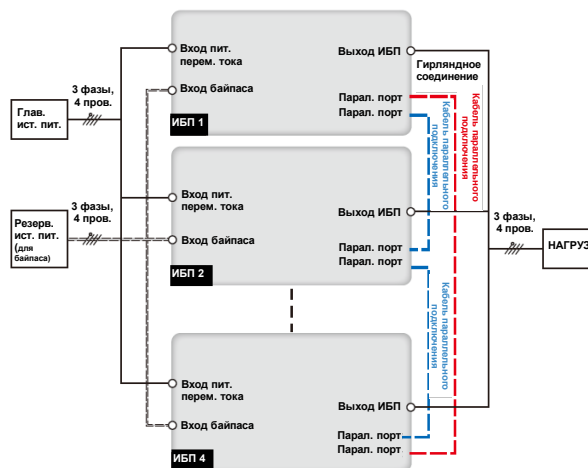 Вход пит.
перем. тока
Вход байпаса
ИБП 1
Выход ИБП
Гирляндное
соединение
Парал. порт
Парал. порт
3 фазы,
4 пров.
Глав.
ист. пит.
Кабель параллельного
подключения
Кабель параллельного
подключения
Вход пит.
перем. тока
Вход байпаса
ИБП 2
Выход ИБП
Парал. порт
Парал. порт
3 фазы,
4 пров.
Резерв.
ист. пит.
(для
байпаса)
3 фазы,
4 пров.
НАГРУЗ
Кабель параллельного
подключения
Вход пит.
перем. тока
Вход байпаса
ИБП 4
Выход ИБП
Парал. порт
Парал. порт